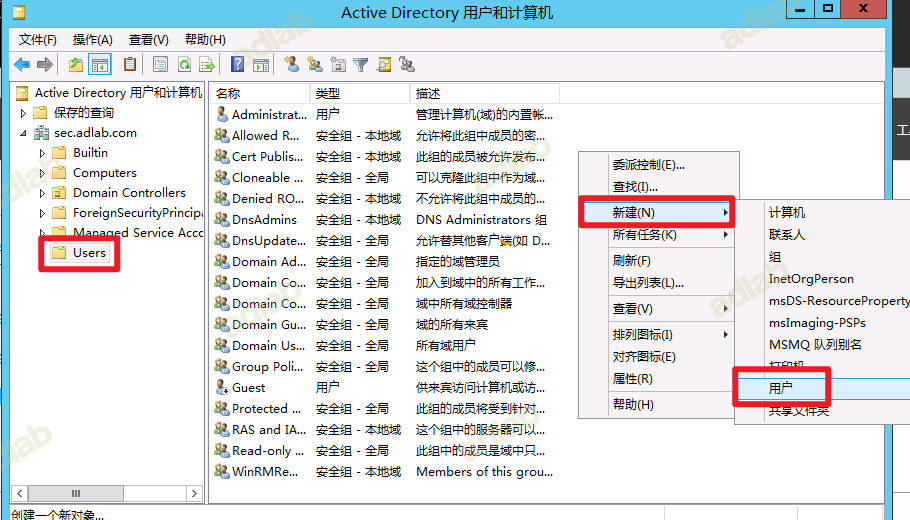 Active Directory 用户和计算机
文件(F) 操作(A) 查看(V) 帮助(H)
Active Directory 用户和计算机
保存的查询
sec.adlab.com
Builtin
Computers
Domain Controllers
ForeignSecurityPrincipa
Managed Service Acco
Users
名称 类型 描述
Administrat... 用户 管理计算机(域)的内置帐...
Allowed R... 安全组 - 本地域 允许将此组中成员的密...
Cert Publis... 安全组 - 本地域 此组的成员被允许发布...
Cloneable ... 安全组 - 全局 可以克隆此组中作为域...
Denied RO... 安全组 - 本地域 不允许将此组中成员的...
DnsAdmins 安全组 - 本地域 DNS Administrators 组
DnsUpdate... 安全组 - 全局 允许替其他客户端(如 D...
Domain Ad... 安全组 - 全局 指定的域管理员
Domain Co... 安全组 - 全局 加入到域中的所有工作...
Domain Co... 安全组 - 全局 域中所有域控制器
Domain Gu... 安全组 - 全局 域的所有来宾
Domain Us... 安全组 - 全局 所有域用户
Group Poli... 安全组 - 全局 这个组中的成员可以修...
Guest 用户 供来宾访问计算机或访...
Protected ... 安全组 - 全局 此组的成员将受到针对...
RAS and IA... 安全组 - 本地域 这个组中的服务器可以...
Read-only ... 安全组 - 全局 此组中的成员是域中只...
WinRMRe... 安全组 - 本地域 Members of this grou...
委派控制(E)...
查找(I)...
新建(N)
所有任务(K)
刷新(F)
导出列表(L)...
查看(V)
排列图标(I)
对齐图标(E)
属性(R)
帮助(H)
计算机
联系人
组
InetOrgPerson
msDS-ResourceProperty
msImaging-PSPs
MSMQ 队列别名
打印机
用户
共享文件夹
创建一个新对象...
工
adlab
adlab
adlab
adlab
adlab
adlab
adlab
adlab